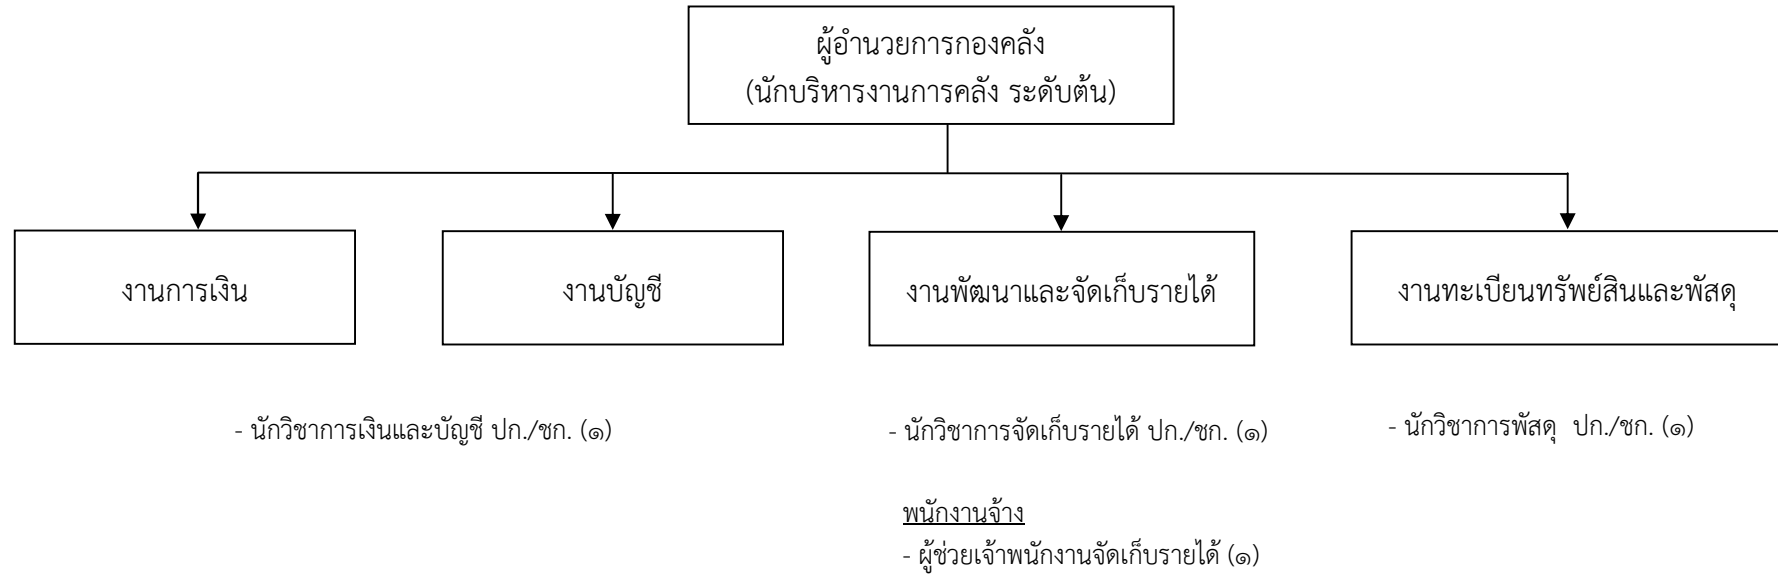 ผู้อำนวยการกองคลัง
(นักบริหารงานการคลัง ระดับต้น)
งานการเงิน
งานบัญชี
งานพัฒนาและจัดเก็บรายได้
งานทะเบียนทรัพย์สินและพัสดุ
- นักวิชาการเงินและบัญชี ปก./ชก. (๑)
- นักวิชาการจัดเก็บรายได้ ปก./ชก. (๑)
- นักวิชาการพัสดุ ปก./ชก. (๑)
พนักงานจ้าง
- ผู้ช่วยเจ้าพนักงานจัดเก็บรายได้ (๑)